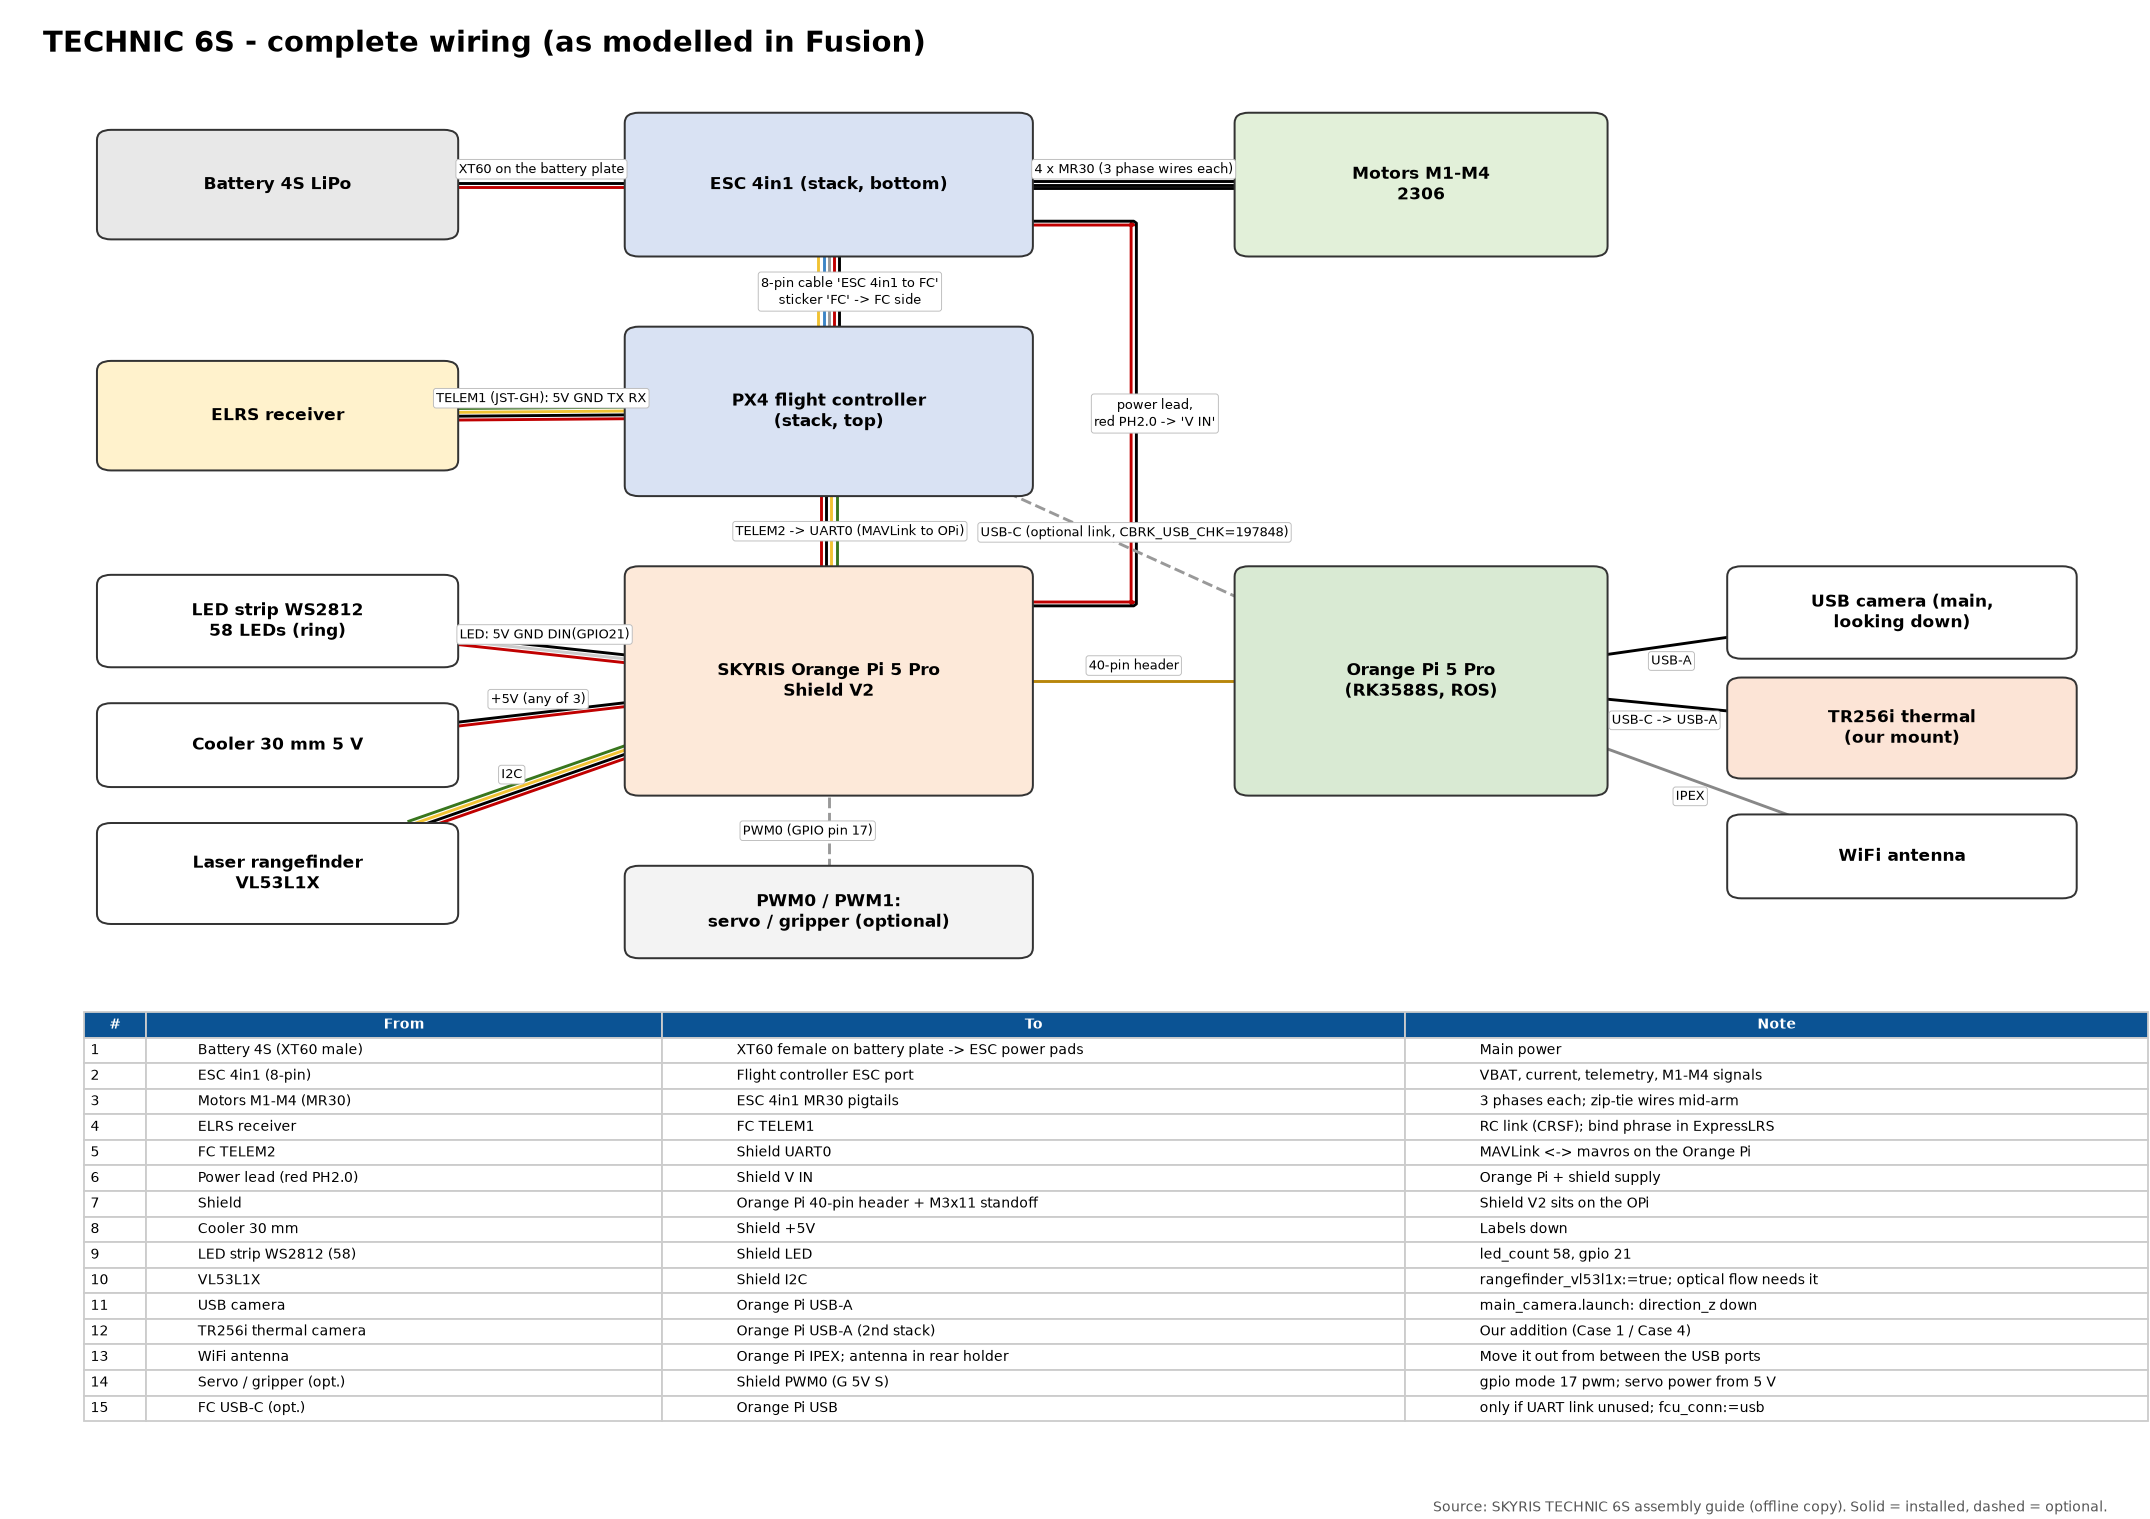 TECHNIC 6S - complete wiring (as modelled in Fusion)
Battery 4S LiPo
XT60 on the battery plate
ESC 4in1 (stack, bottom)
4 x MR30 (3 phase wires each)
Motors M1-M4
2306
8-pin cable 'ESC 4in1 to FC'
sticker 'FC' -> FC side
ELRS receiver
TELEM1 (JST-GH): 5V GND TX RX
PX4 flight controller
(stack, top)
power lead,
red PH2.0 -> 'V IN'
TELEM2 -> UART0 (MAVLink to OPi)
USB-C (optional link, CBRK_USB_CHK=197848)
LED strip WS2812
58 LEDs (ring)
LED: 5V GND DIN(GPIO21)
SKYRIS Orange Pi 5 Pro
Shield V2
40-pin header
Orange Pi 5 Pro
(RK3588S, ROS)
USB-A
USB camera (main,
looking down)
Cooler 30 mm 5 V
+5V (any of 3)
USB-C -> USB-A
TR256i thermal
(our mount)
I2C
IPEX
Laser rangefinder
VL53L1X
PWM0 (GPIO pin 17)
WiFi antenna
PWM0 / PWM1:
servo / gripper (optional)
# From To Note
1 Battery 4S (XT60 male) XT60 female on battery plate -> ESC power pads Main power
2 ESC 4in1 (8-pin) Flight controller ESC port VBAT, current, telemetry, M1-M4 signals
3 Motors M1-M4 (MR30) ESC 4in1 MR30 pigtails 3 phases each; zip-tie wires mid-arm
4 ELRS receiver FC TELEM1 RC link (CRSF); bind phrase in ExpressLRS
5 FC TELEM2 Shield UART0 MAVLink <-> mavros on the Orange Pi
6 Power lead (red PH2.0) Shield V IN Orange Pi + shield supply
7 Shield Orange Pi 40-pin header + M3x11 standoff Shield V2 sits on the OPi
8 Cooler 30 mm Shield +5V Labels down
9 LED strip WS2812 (58) Shield LED led_count 58, gpio 21
10 VL53L1X Shield I2C rangefinder_vl53l1x:=true; optical flow needs it
11 USB camera Orange Pi USB-A main_camera.launch: direction_z down
12 TR256i thermal camera Orange Pi USB-A (2nd stack) Our addition (Case 1 / Case 4)
13 WiFi antenna Orange Pi IPEX; antenna in rear holder Move it out from between the USB ports
14 Servo / gripper (opt.) Shield PWM0 (G 5V S) gpio mode 17 pwm; servo power from 5 V
15 FC USB-C (opt.) Orange Pi USB only if UART link unused; fcu_conn:=usb
Source: SKYRIS TECHNIC 6S assembly guide (offline copy). Solid = installed, dashed = optional.